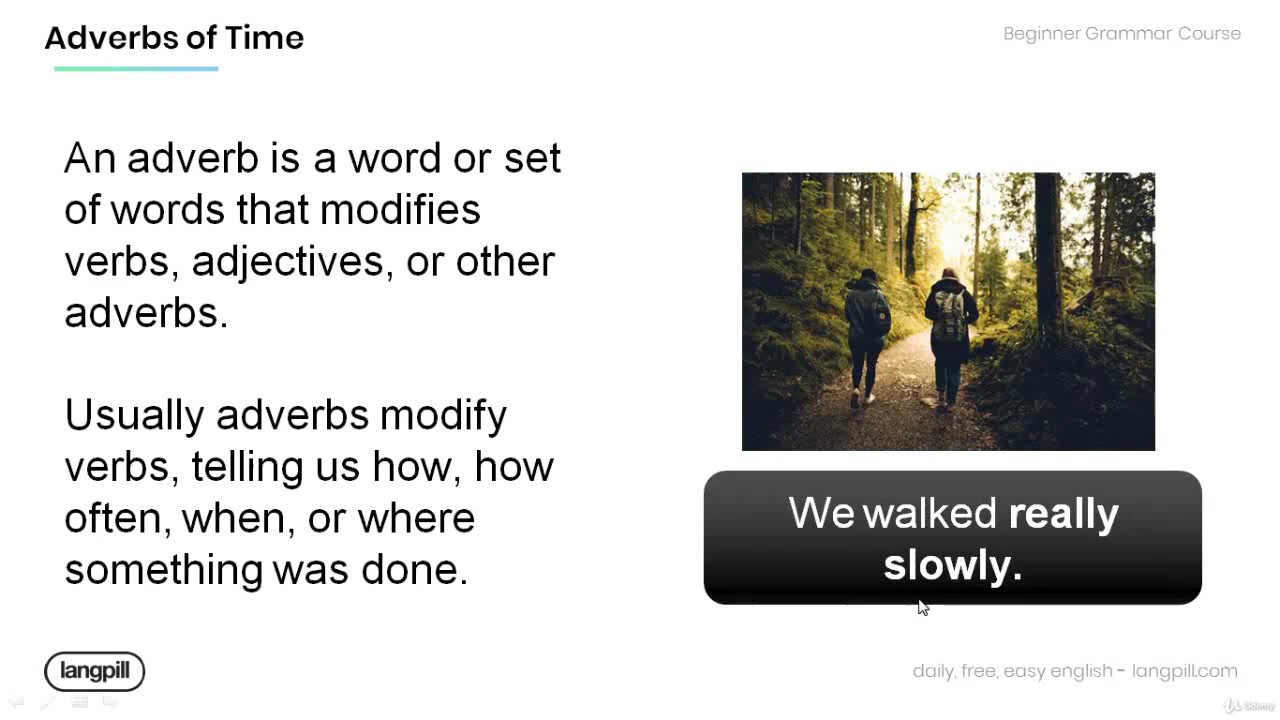 Adverbs of Time
Beginner Grammar Course
An adverb is a word or set
of words that modifies
verbs, adjectives, or other
adverbs.
Usually adverbs modify
verbs, telling us how, how
often, when, or where
something was done.
We walked really
slowly.
langpill
daily, free, easy english - langpill.com
Udemy